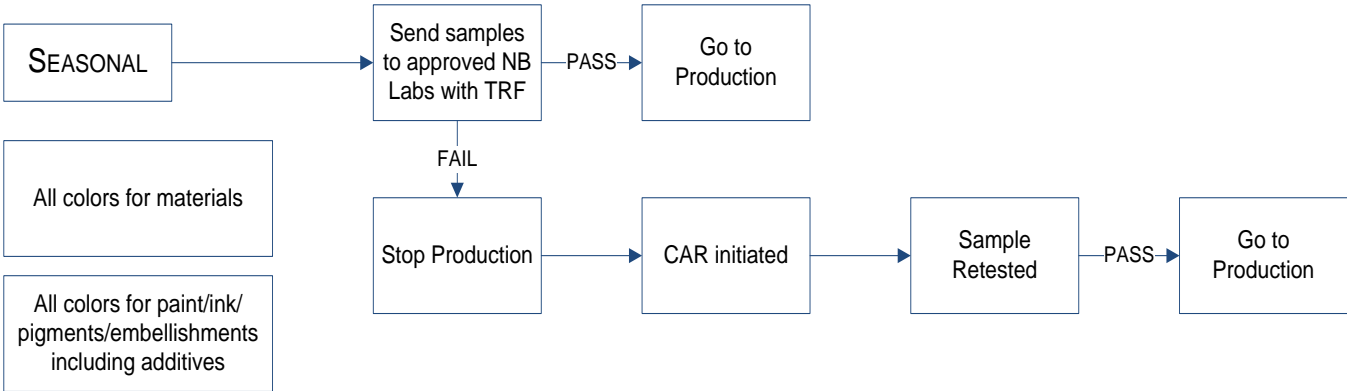 SEASONAL
Send samples
to approved NB
Labs with TRF
PASS
Go to
Production
FAIL
All colors for materials
Stop Production
CAR initiated
Sample
Retested
PASS
Go to
Production
All colors for paint/ink/
pigments/embellishments
including additives